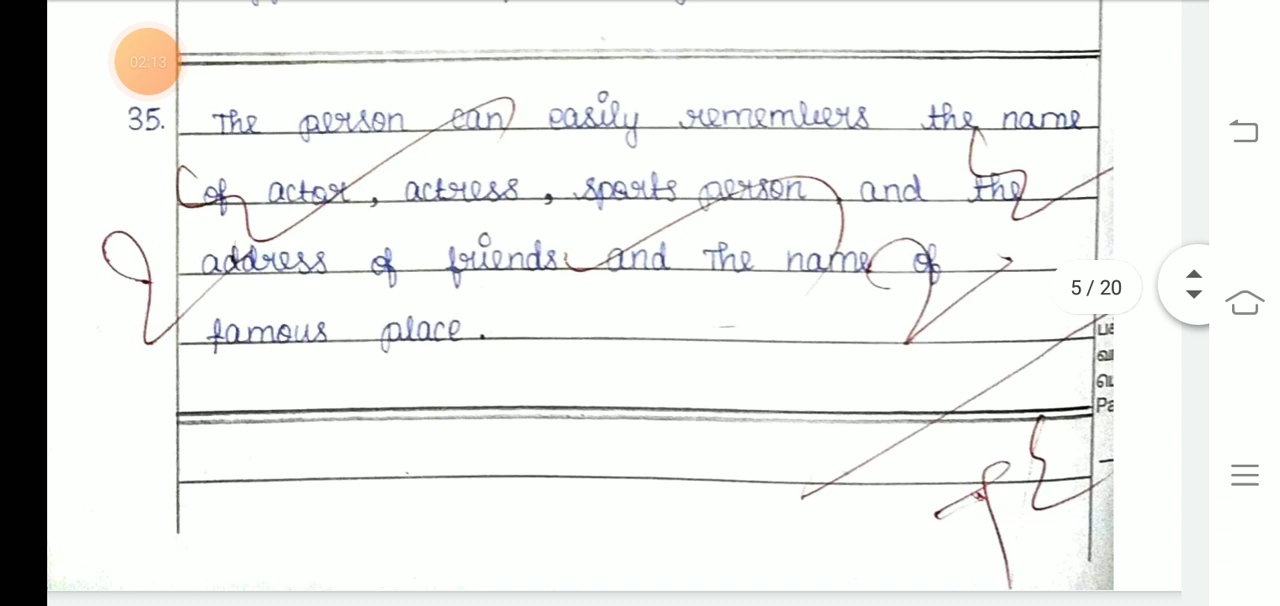 02:13
35. The person can easily remembers the name
of actor, actress, sports person and the
address of friends and The name of
famous place.
5 / 20
Pa